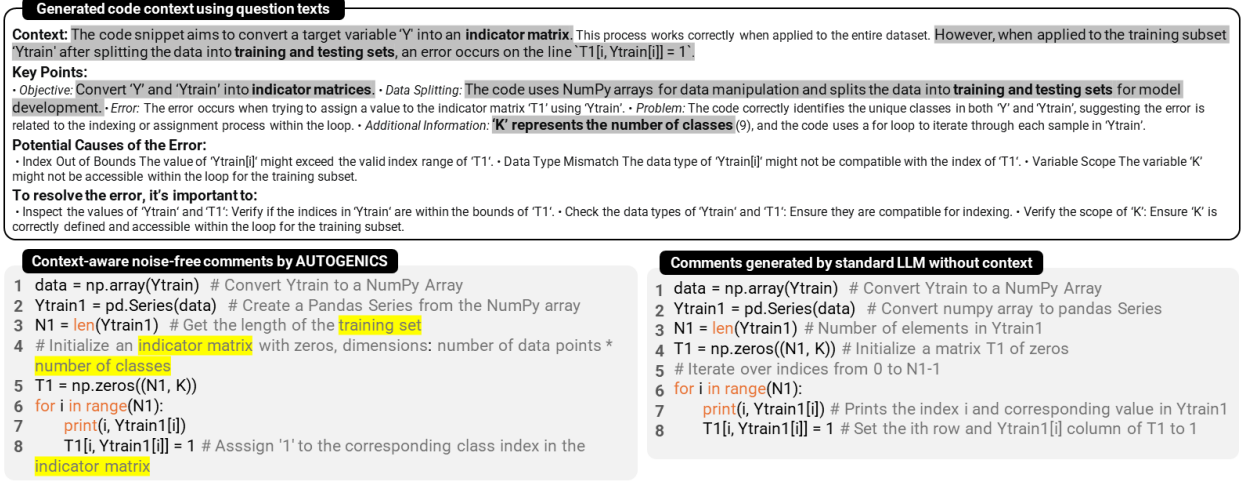 Generated code context using question texts
Context: The code snippet aims to convert a target variable 'Y' into an indicator matrix. This process works correctly when applied to the entire dataset. However, when applied to the training subset
'Ytrain' after splitting the data into training and testing sets, an error occurs on the line `T1[i, Ytrain[i]] = 1`.
Key Points:
• Objective: Convert 'Y' and 'Ytrain' into indicator matrices. • Data Splitting: The code uses NumPy arrays for data manipulation and splits the data into training and testing sets for model
development. • Error: The error occurs when trying to assign a value to the indicator matrix 'T1' using 'Ytrain'. • Problem: The code correctly identifies the unique classes in both 'Y' and 'Ytrain', suggesting the error is
related to the indexing or assignment process within the loop. • Additional Information: 'K' represents the number of classes (9), and the code uses a for loop to iterate through each sample in 'Ytrain'.
Potential Causes of the Error:
• Index Out of Bounds The value of 'Ytrain[i]' might exceed the valid index range of 'T1'. • Data Type Mismatch The data type of 'Ytrain[i]' might not be compatible with the index of 'T1'. • Variable Scope The variable 'K'
might not be accessible within the loop for the training subset.
To resolve the error, it's important to:
• Inspect the values of 'Ytrain' and 'T1': Verify if the indices in 'Ytrain' are within the bounds of 'T1'. • Check the data types of 'Ytrain' and 'T1': Ensure they are compatible for indexing. • Verify the scope of 'K': Ensure 'K' is
correctly defined and accessible within the loop for the training subset.
Context-aware noise-free comments by AUTOGENICS
1 data = np.array(Ytrain) # Convert Ytrain to a NumPy Array
2 Ytrain1 = pd.Series(data) # Create a Pandas Series from the NumPy array
3 N1 = len(Ytrain1) # Get the length of the training set
4 # Initialize an indicator matrix with zeros, dimensions: number of data points *
number of classes
5 T1 = np.zeros((N1, K))
6 for i in range(N1):
7 print(i, Ytrain1[i])
8 T1[i, Ytrain1[i]] = 1 # Asssign '1' to the corresponding class index in the
indicator matrix
Comments generated by standard LLM without context
1 data = np.array(Ytrain) # Convert Ytrain to a NumPy Array
2 Ytrain1 = pd.Series(data) # Convert numpy array to pandas Series
3 N1 = len(Ytrain1) # Number of elements in Ytrain1
4 T1 = np.zeros((N1, K)) # Initialize a matrix T1 of zeros
5 # Iterate over indices from 0 to N1-1
6 for i in range(N1):
7 print(i, Ytrain1[i]) # Prints the index i and corresponding value in Ytrain1
8 T1[i, Ytrain1[i]] = 1 # Set the ith row and Ytrain1[i] column of T1 to 1